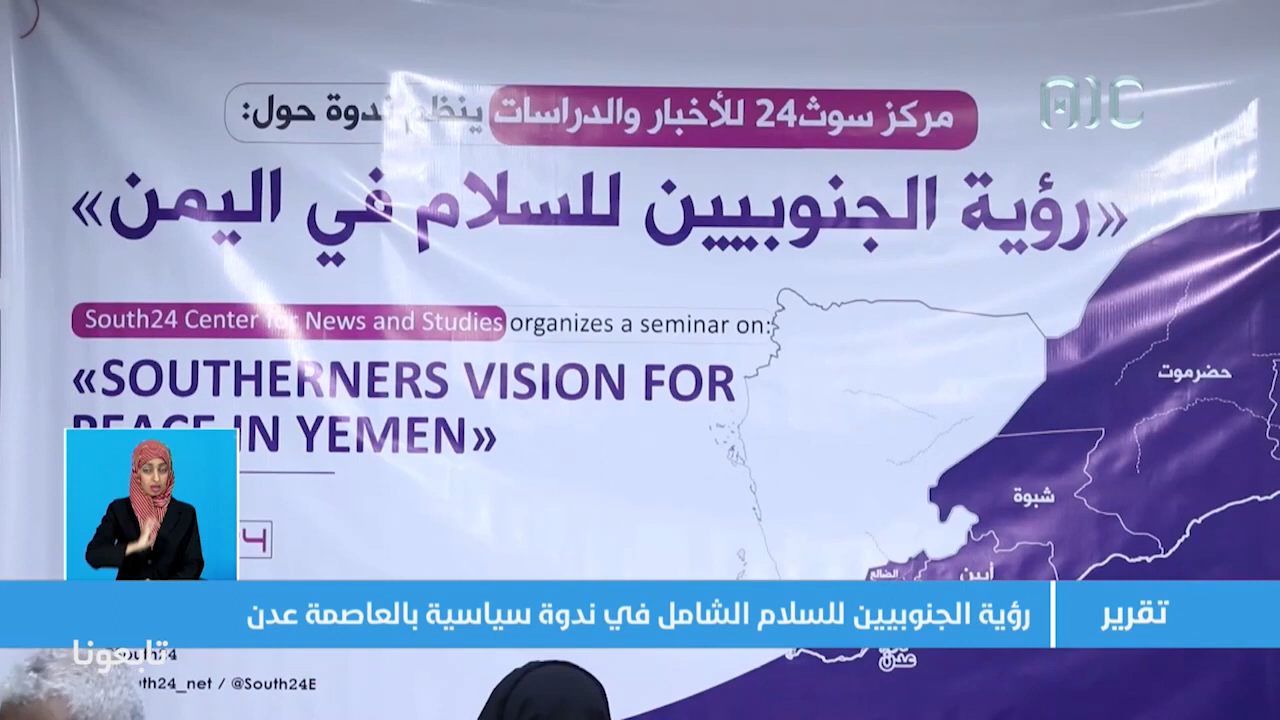 مركز سوث24 للأخبار والدراسات ينظم ندوة حول:
AIC
«رؤية الجنوبيين للسلام في اليمن»
South24 Center for News and Studies organizes a seminar on:
«SOUTHERNERS VISION FOR
PEACE IN YEMEN»
حضرموت
شبوة
أبين
الضالع
تقرير
رؤية الجنوبيين للسلام الشامل في ندوة سياسية بالعاصمة عدن
تابعونا
عدن
/ @South24E